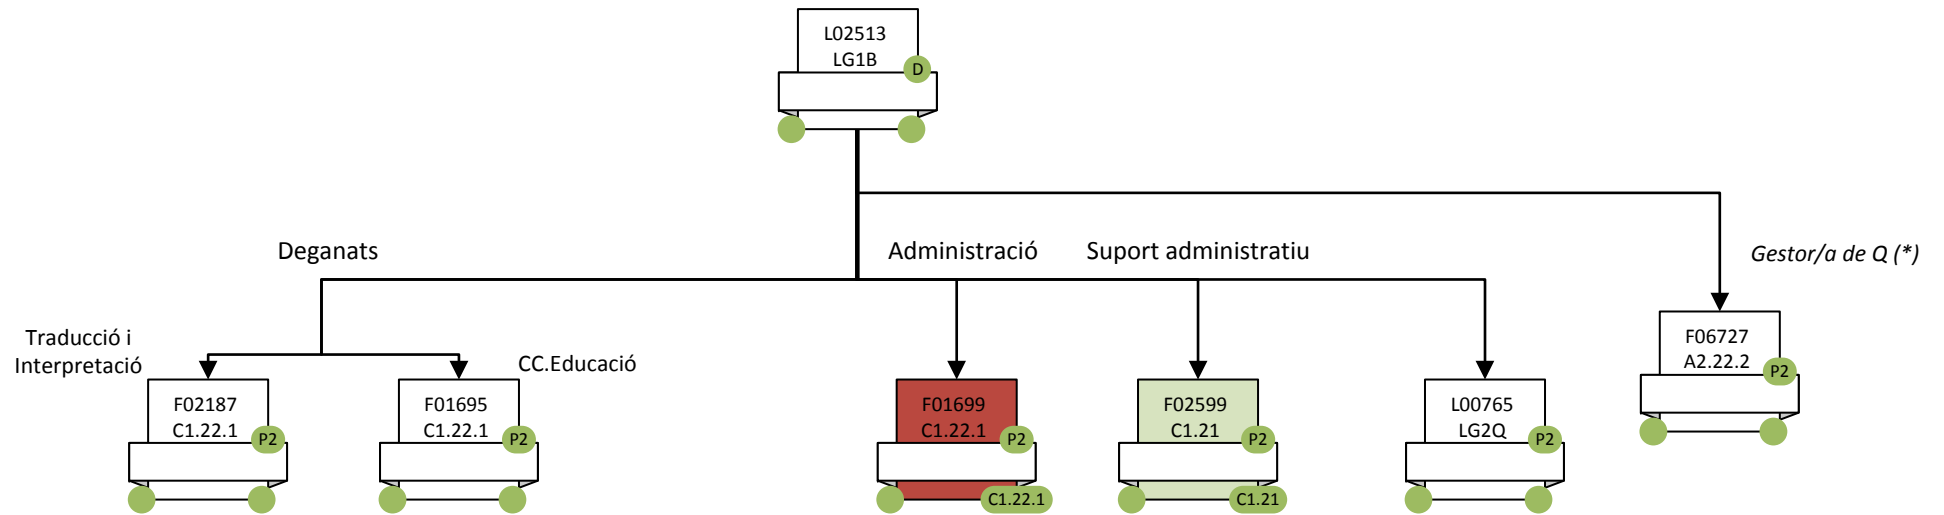 L02513
LG1B
D
Deganats
Administració
Suport administratiu
Gestor/a de Q (*)
Traducció i
Interpretació
CC.Educació
F06727
A2.22.2
P2
F02187
C1.22.1
P2
F01695
C1.22.1
P2
F01699
C1.22.1
P2
C1.22.1
F02599
C1.21
P2
C1.21
L00765
LG2Q
P2